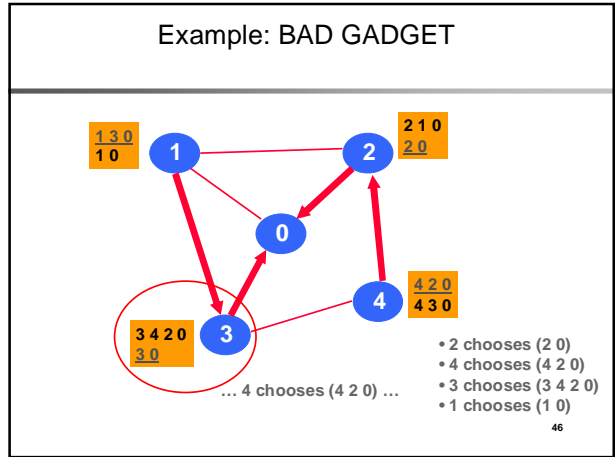 Example: BAD GADGET
1 3 0
1 0
1
2
2 1 0
2 0
0
3 4 2 0
3 0
3
4
4 2 0
4 3 0
... 4 chooses (4 2 0) ...
• 2 chooses (2 0)
• 4 chooses (4 2 0)
• 3 chooses (3 4 2 0)
• 1 chooses (1 0)
46